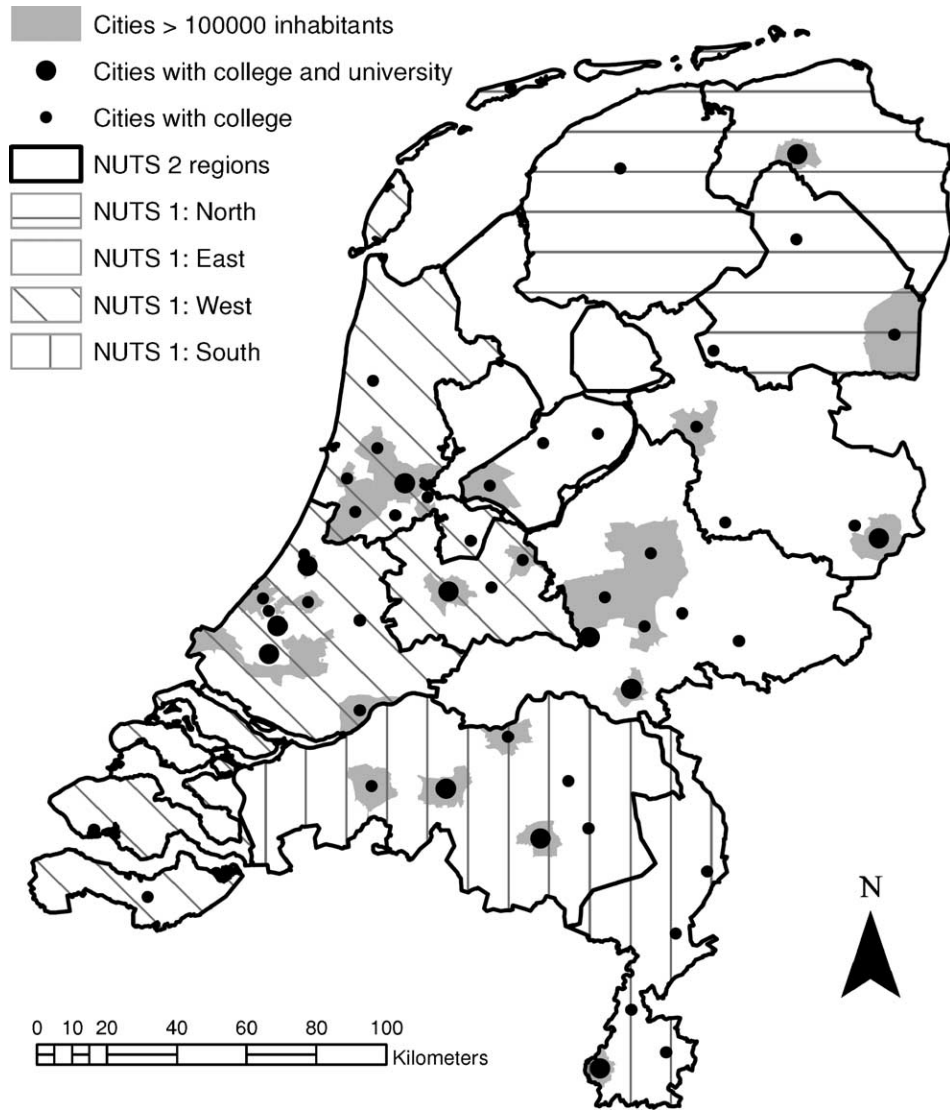 Cities > 100000 inhabitants
Cities with college and university
Cities with college
NUTS 2 regions
NUTS 1: North
NUTS 1: East
NUTS 1: West
NUTS 1: South
N
0 10 20 40 60 80 100
Kilometers